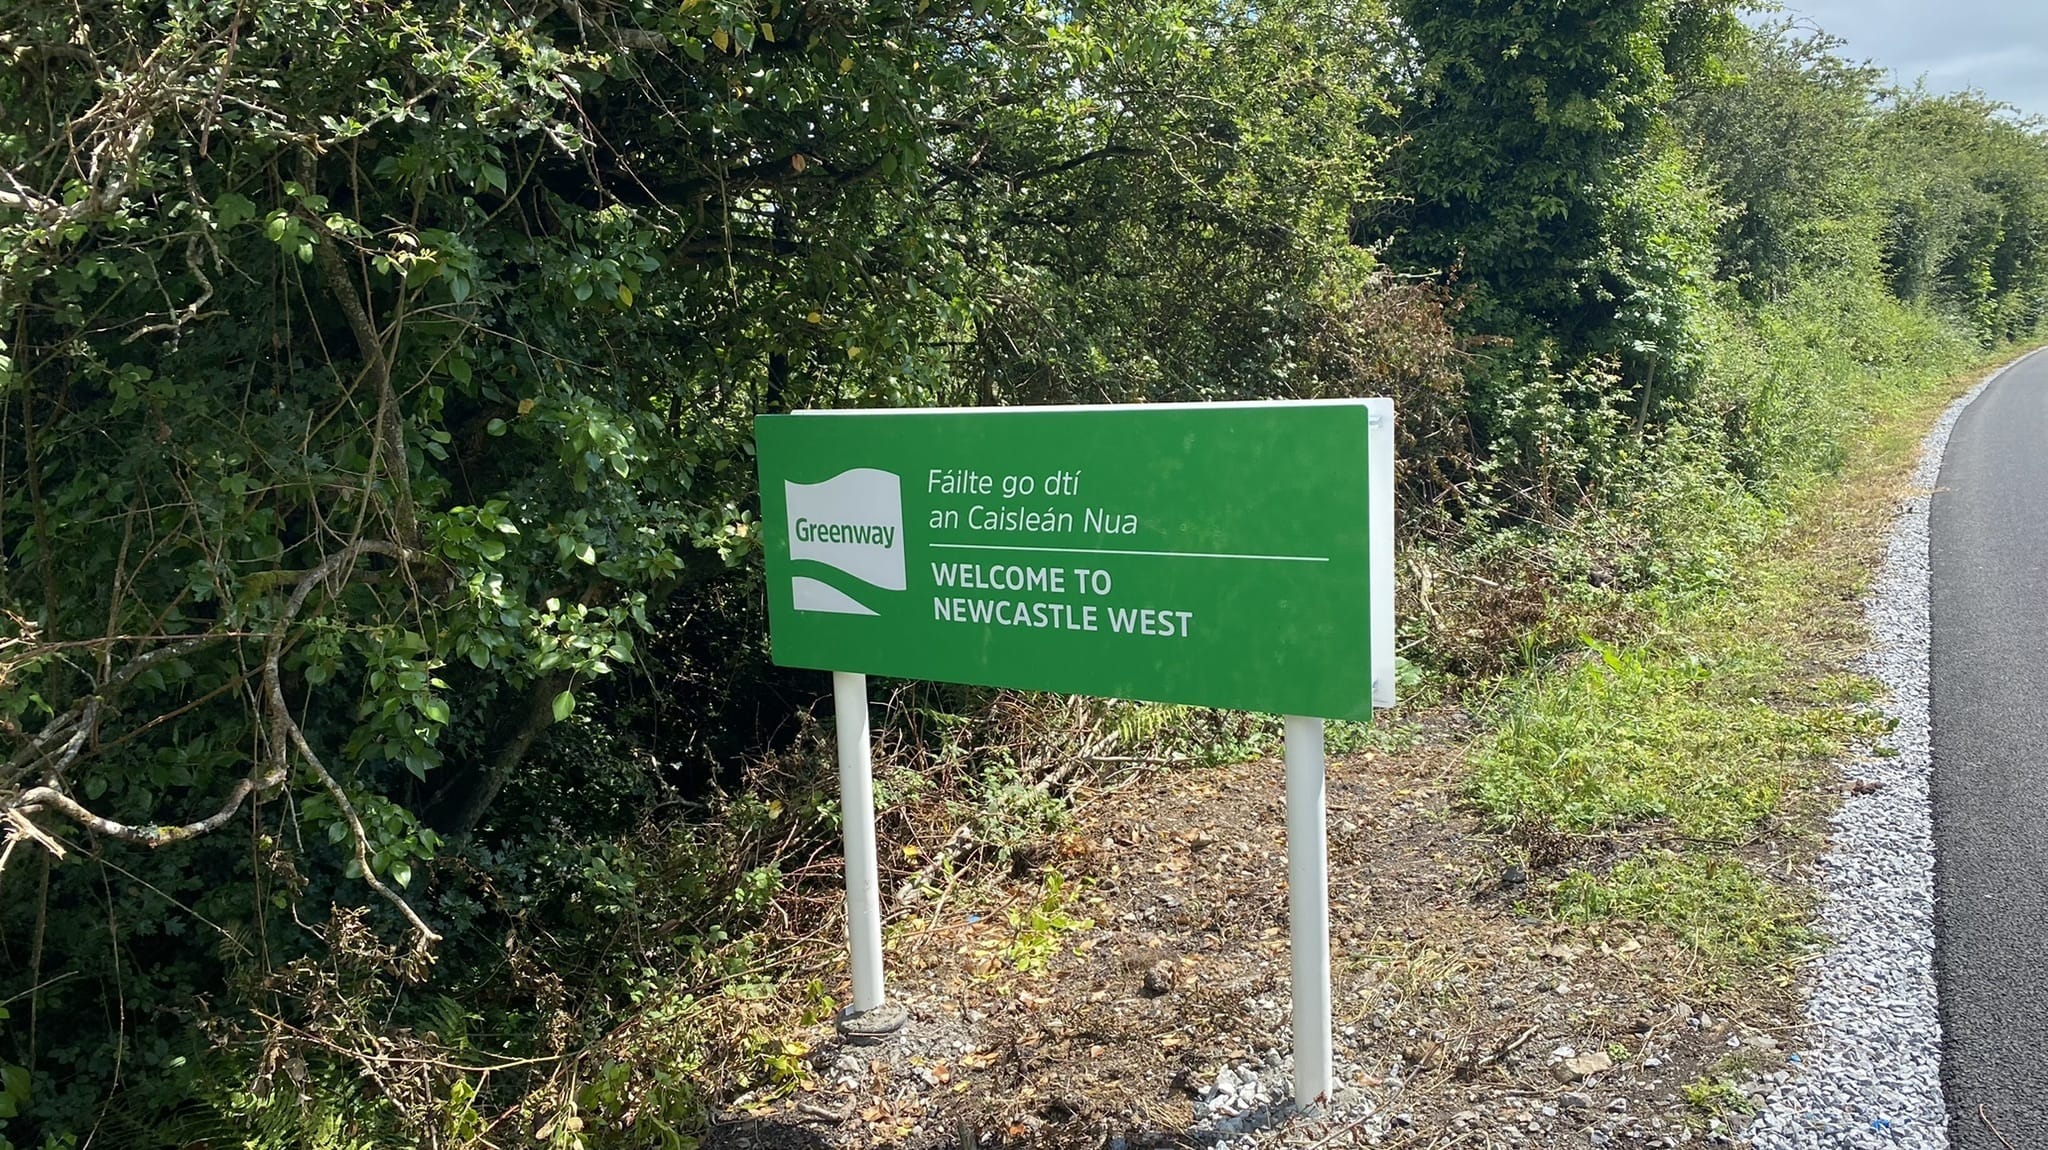 Greenway
Fáilte go dtí
an Caisleán Nua
WELCOME TO
NEWCASTLE WEST